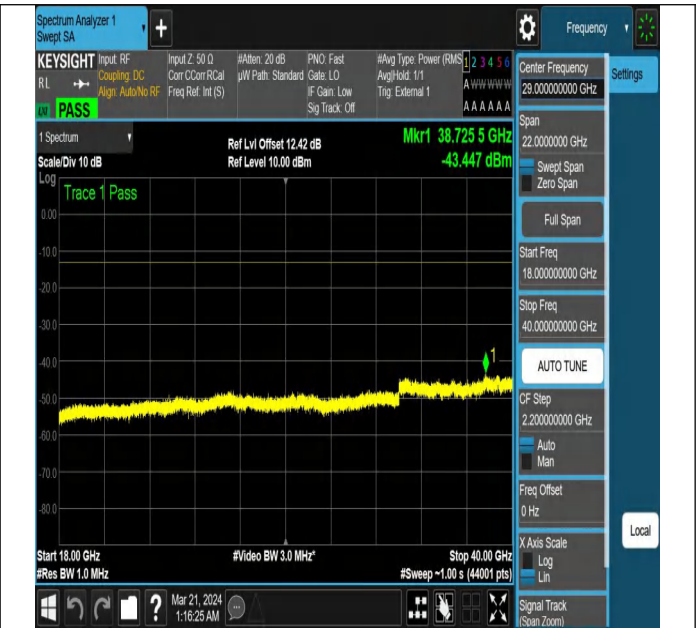 Spectrum Analyzer 1
Swept SA
+
Frequency
KEYSIGHT
RL
PASS
Input: RF
Coupling: DC
Align: Auto/No RF
Input Z: 50 Ω
Corr CCorr RCal
Freq Ref: Int (S)
#Atten: 20 dB
µW Path: Standard
PNO: Fast
Gate: LO
IF Gain: Low
Sig Track: Off
#Avg Type: Power (RMS
Avg|Hold: 1/1
Trig: External 1
1 2 3 4 5 6
A W W W W W
A A A A A A
1 Spectrum
Scale/Div 10 dB
Ref Lvl Offset 12.42 dB
Ref Level 10.00 dBm
Mkr1 38.725 5 GHz
-43.447 dBm
Log
Trace 1 Pass
0.00
-10.0
-20.0
-30.0
-40.0
-50.0
-60.0
-70.0
-80.0
1
Start 18.00 GHz
#Res BW 1.0 MHz
#Video BW 3.0 MHz*
Stop 40.00 GHz
#Sweep ~1.00 s (44001 pts)
Mar 21, 2024
1:16:25 AM
?
Center Frequency
29.000000000 GHz
Settings
Span
22.0000000 GHz
Swept Span
Zero Span
Full Span
Start Freq
18.000000000 GHz
Stop Freq
40.000000000 GHz
AUTO TUNE
CF Step
2.200000000 GHz
Auto
Man
Freq Offset
0 Hz
X Axis Scale
Log
Lin
Local
Signal Track
(Span Zoom)